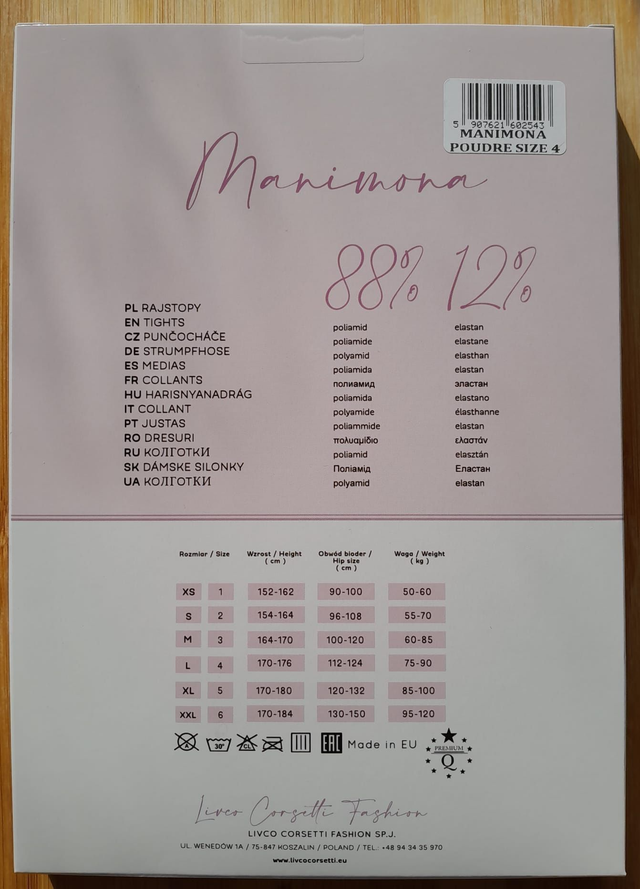 5 907621 602543
MANIMONA
POUDRE SIZE 4
Manimona
88% 12%
PL RAJSTOPY
EN TIGHTS
CZ PUNČOCHÁČE
DE STRUMPFHOSE
ES MEDIAS
FR COLLANTS
HU HARISNYANADRÁG
IT COLLANT
PT JUSTAS
RO DRESURI
RU КОЛГОТКИ
SK DÁMSKE SILONKY
UA КОЛГОТКИ
poliamid elastan
poliamide elastane
polyamid elasthan
poliamida elastan
полиамид эластан
poliamida elastano
polyamide élasthanne
poliammide elastan
πολυαμίδιο ελαστάν
poliamid elasztán
Поліамід Еластан
polyamid elastan
Rozmiar / Size Wzrost / Height ( cm ) Obwód bioder / Hip size ( cm ) Waga / Weight ( kg )
XS 1 152-162 90-100 50-60
S 2 154-164 96-108 55-70
M 3 164-170 100-120 60-85
L 4 170-176 112-124 75-90
XL 5 170-180 120-132 85-100
XXL 6 170-184 130-150 95-120
30° CL EAC Made in EU PREMIUM Q
Livco Corsetti Fashion
LIVCO CORSETTI FASHION SP.J.
UL. WENEDÓW 1A / 75-847 KOSZALIN / POLAND / TEL.: +48 94 34 35 970
www.livcocorsetti.eu